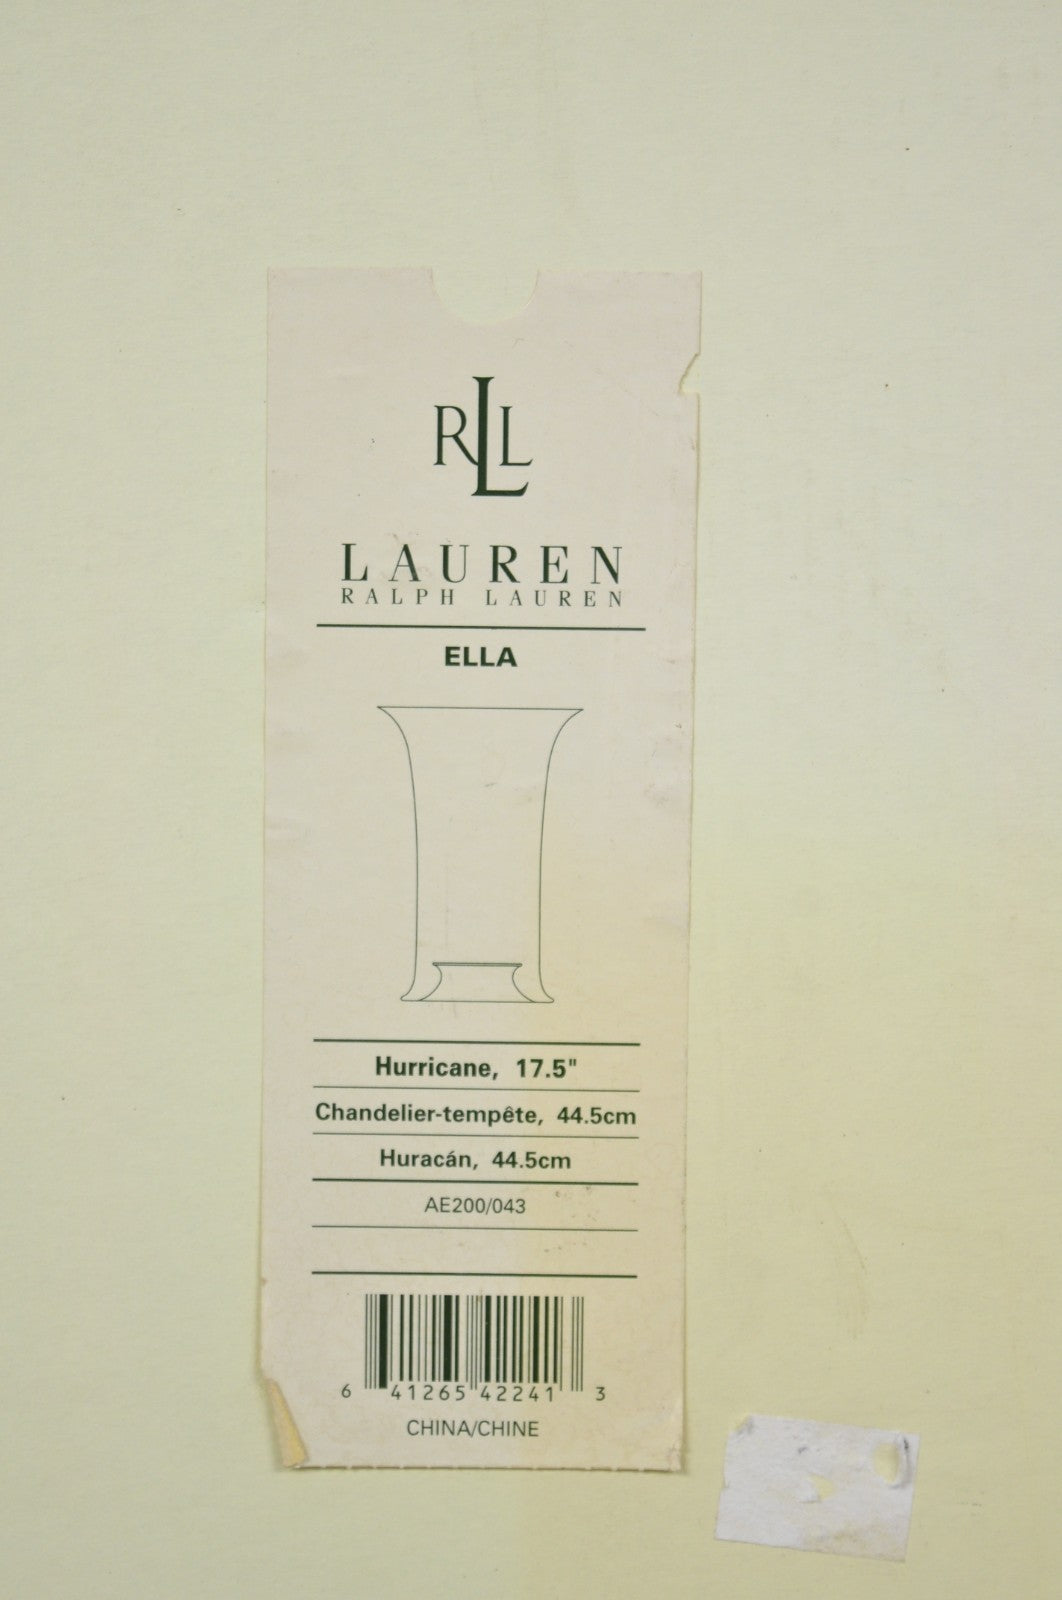 RLL
LAUREN
RALPH LAUREN
ELLA
Hurricane, 17.5"
Chandelier-tempête, 44.5cm
Huracán, 44.5cm
AE200/043
6 41265 42241 3
CHINA/CHINE